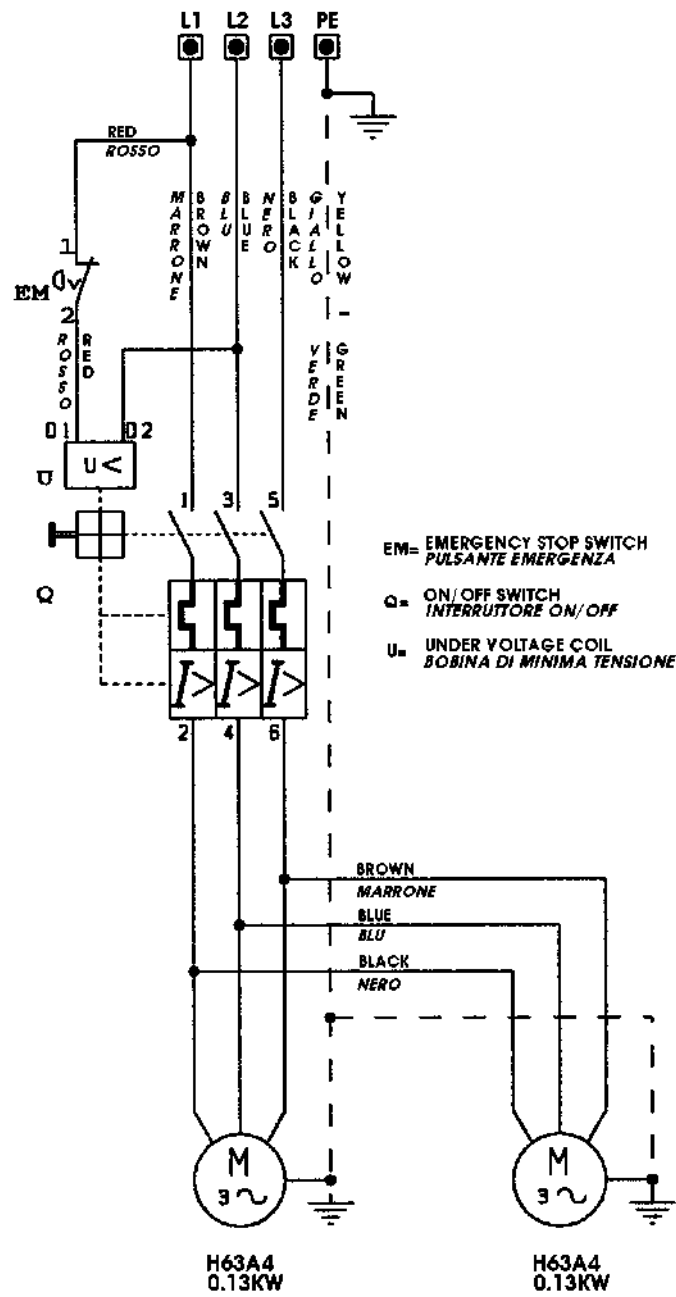 L1 L2 L3 PE
RED
ROSSO
MARRONE
BROWN
BLU
BLUE
NERO
BLACK
GIALLO
YELLOW -
VERDE
GREEN
1
EM
2
ROSSO
RED
D1 D2
U<
U
1 3 5
Q
EM= EMERGENCY STOP SWITCH
PULSANTE EMERGENZA
Q= ON/OFF SWITCH
INTERRUTTORE ON/OFF
U= UNDER VOLTAGE COIL
BOBINA DI MINIMA TENSIONE
I> I> I>
2 4 6
BROWN
MARRONE
BLUE
BLU
BLACK
NERO
M
3~
M
3~
H63A4
0.13KW
H63A4
0.13KW